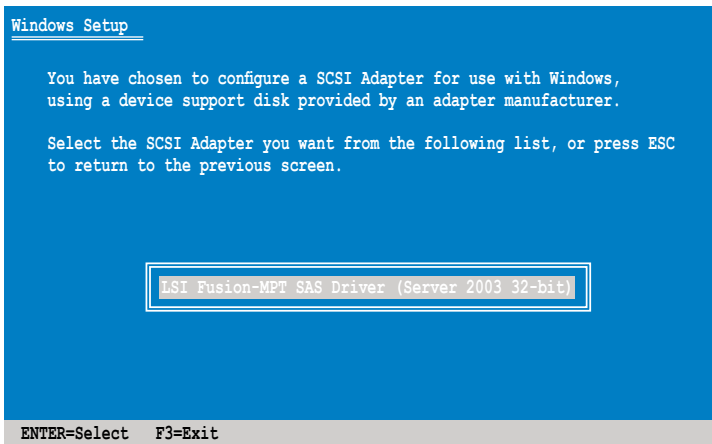 Windows Setup
You have chosen to configure a SCSI Adapter for use with Windows,
using a device support disk provided by an adapter manufacturer.
Select the SCSI Adapter you want from the following list, or press ESC
to return to the previous screen.
LSI Fusion-MPT SAS Driver (Server 2003 32-bit)
ENTER=Select F3=Exit